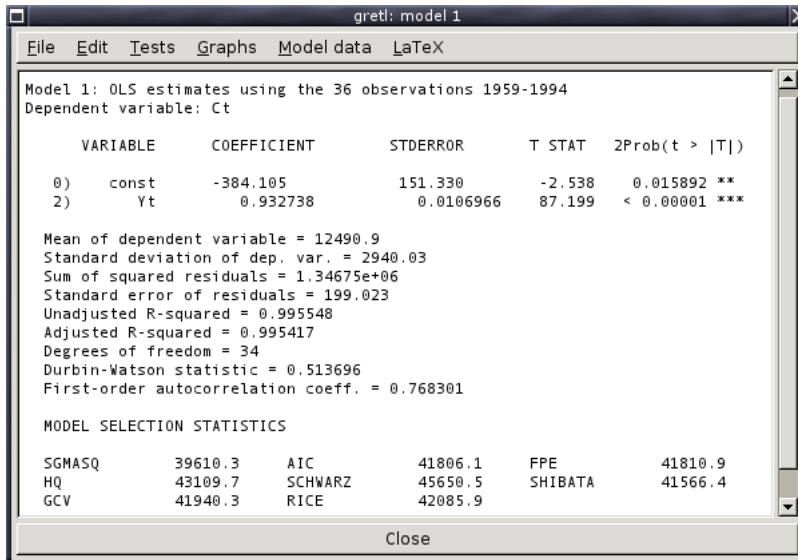 gretl: model 1
File Edit Tests Graphs Model data LaTeX
Model 1: OLS estimates using the 36 observations 1959-1994
Dependent variable: Ct
VARIABLE COEFFICIENT STDERROR T STAT 2Prob(t > |T|)
0) const -384.105 151.330 -2.538 0.015892 **
2) Yt 0.932738 0.0106966 87.199 < 0.00001 ***
Mean of dependent variable = 12490.9
Standard deviation of dep. var. = 2940.03
Sum of squared residuals = 1.34675e+06
Standard error of residuals = 199.023
Unadjusted R-squared = 0.995548
Adjusted R-squared = 0.995417
Degrees of freedom = 34
Durbin-Watson statistic = 0.513696
First-order autocorrelation coeff. = 0.768301
MODEL SELECTION STATISTICS
SGMASQ 39610.3 AIC 41806.1 FPE 41810.9
HQ 43109.7 SCHWARZ 45650.5 SHIBATA 41566.4
GCV 41940.3 RICE 42085.9
Close